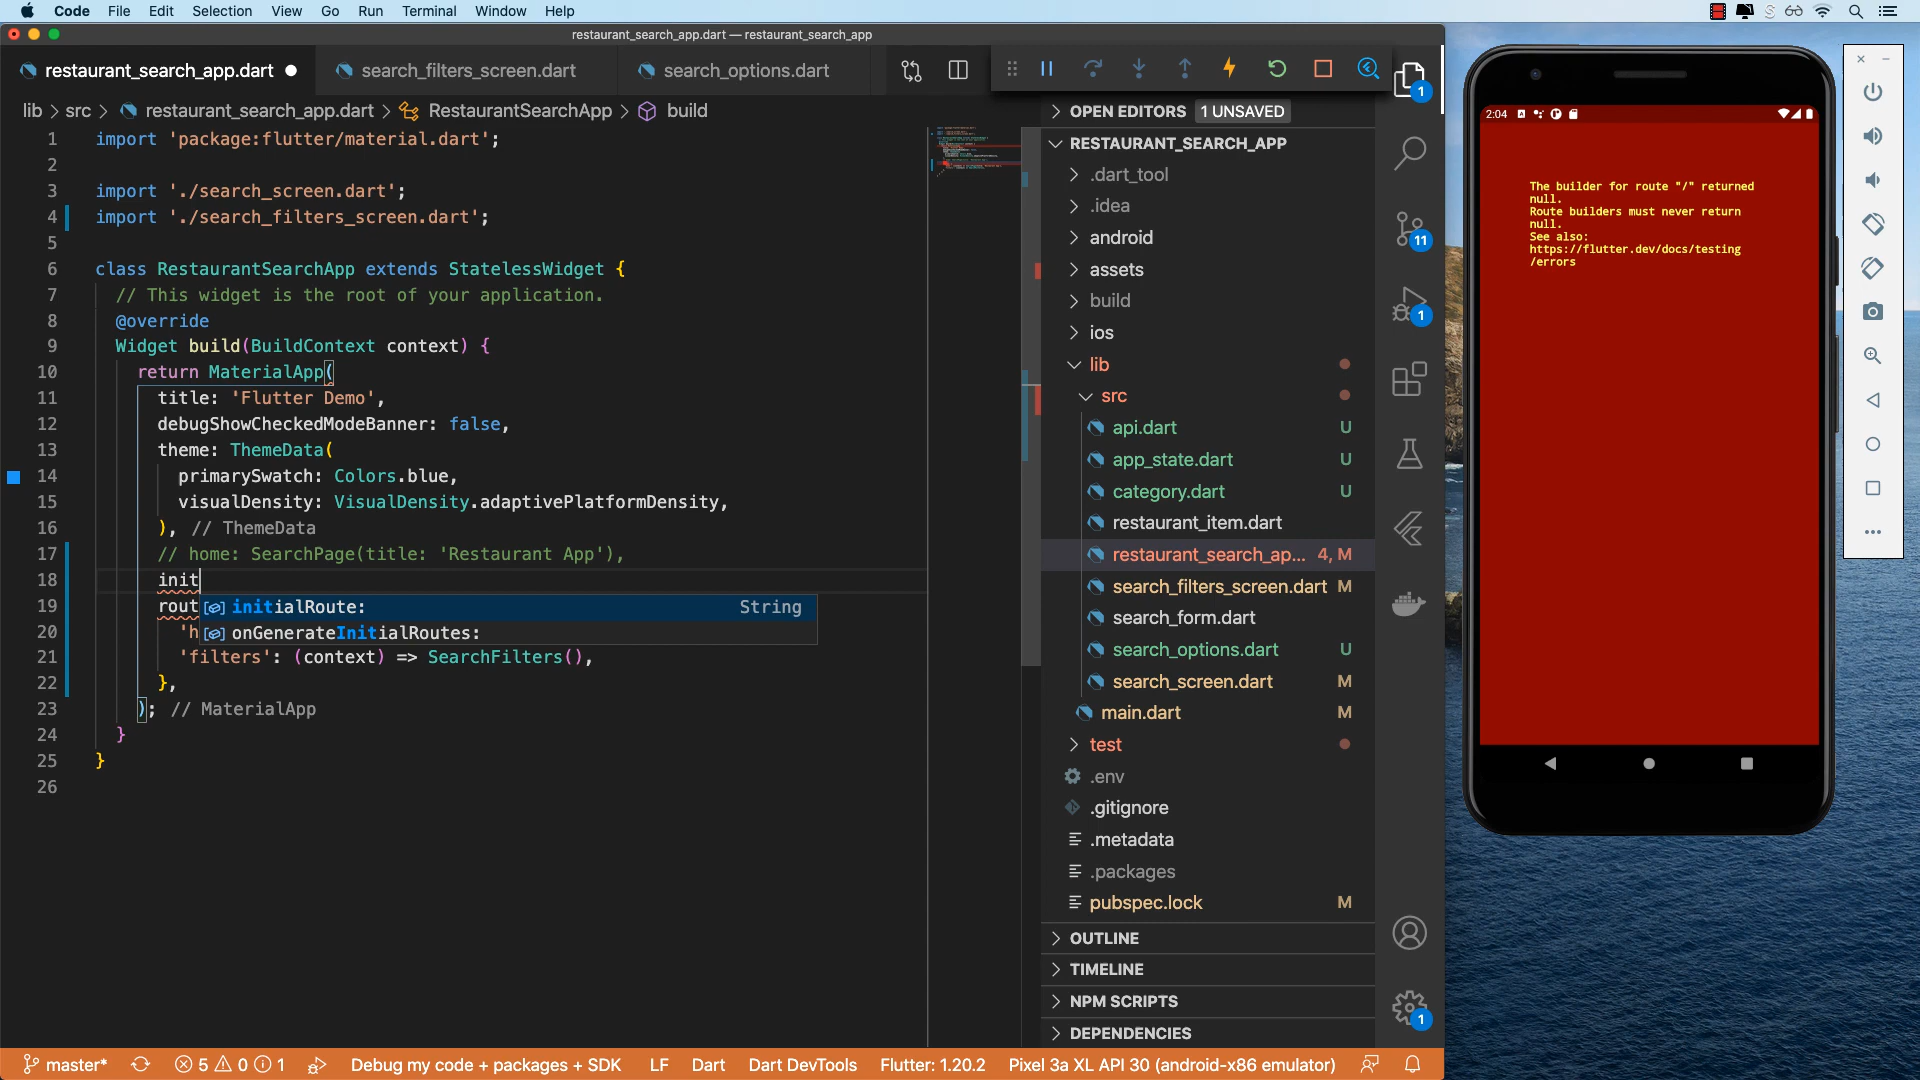 Code File Edit Selection View Go Run Terminal Window Help
restaurant_search_app.dart — restaurant_search_app
restaurant_search_app.dart
search_filters_screen.dart
search_options.dart
lib > src > restaurant_search_app.dart > RestaurantSearchApp > build
1 import 'package:flutter/material.dart';
2
3 import './search_screen.dart';
4 import './search_filters_screen.dart';
5
6 class RestaurantSearchApp extends StatelessWidget {
7 // This widget is the root of your application.
8 @override
9 Widget build(BuildContext context) {
10 return MaterialApp(
11 title: 'Flutter Demo',
12 debugShowCheckedModeBanner: false,
13 theme: ThemeData(
14 primarySwatch: Colors.blue,
15 visualDensity: VisualDensity.adaptivePlatformDensity,
16 ), // ThemeData
17 // home: SearchPage(title: 'Restaurant App'),
18 init
19 rout
initialRoute: String
20 'h
onGenerateInitialRoutes:
21 'filters': (context) => SearchFilters(),
22 },
23 ); // MaterialApp
24 }
25 }
26
OPEN EDITORS 1 UNSAVED
RESTAURANT_SEARCH_APP
.dart_tool
.idea
android
assets
build
ios
lib
src
api.dart U
app_state.dart U
category.dart U
restaurant_item.dart
restaurant_search_ap... 4, M
search_filters_screen.dart M
search_form.dart
search_options.dart U
search_screen.dart M
main.dart M
test
.env
.gitignore
.metadata
.packages
pubspec.lock M
OUTLINE
TIMELINE
NPM SCRIPTS
DEPENDENCIES
1
11
1
1
2:04
The builder for route "/" returned
null.
Route builders must never return
null.
See also:
https://flutter.dev/docs/testing
/errors
master* 5 0 1 Debug my code + packages + SDK LF Dart Dart DevTools Flutter: 1.20.2 Pixel 3a XL API 30 (android-x86 emulator)